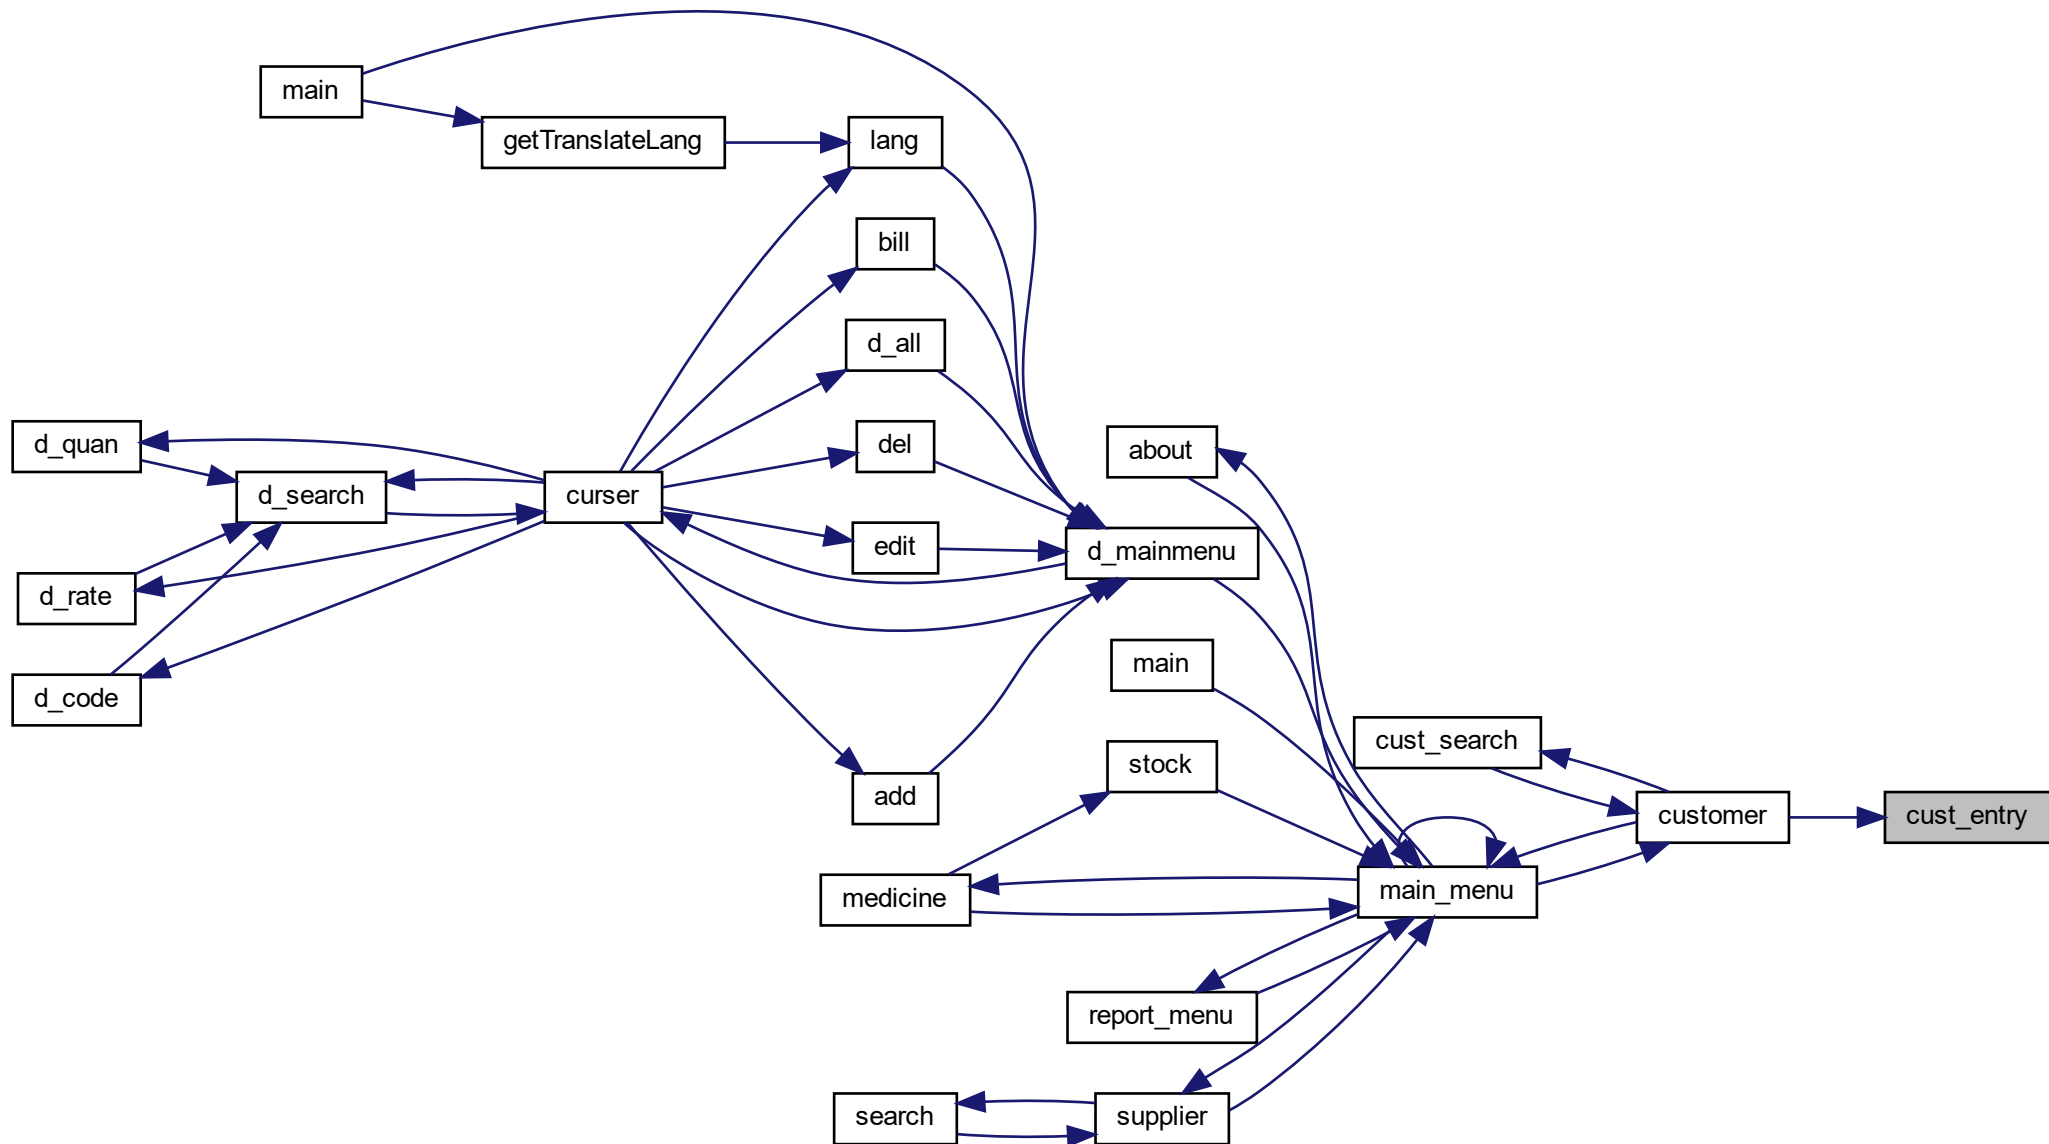 main
getTranslateLang
lang
bill
d_all
d_quan
del
about
d_search
curser
edit
d_mainmenu
d_rate
main
d_code
cust_search
stock
add
customer
cust_entry
medicine
main_menu
report_menu
search
supplier